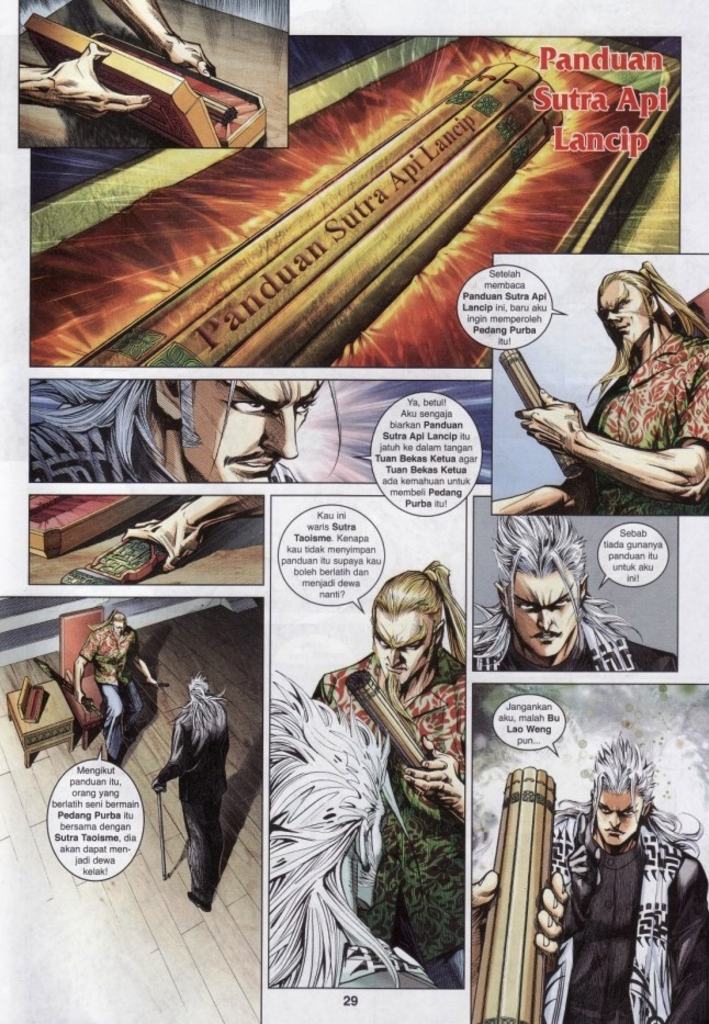 Panduan
Sutra Api
Lancip
Panduan Sutra Api Lancip
Setelah
membaca
Panduan Sutra Api
Lancip ini, baru aku
ingin memperoleh
Pedang Purba
itu!
Ya, betul!
Aku sengaja
biarkan Panduan
Sutra Api Lancip itu
jatuh ke dalam tangan
Tuan Bekas Ketua agar
Tuan Bekas Ketua
ada kemahuan untuk
membeli Pedang
Purba itu!
Kau ini
waris Sutra
Taoisme. Kenapa
kau tidak menyimpan
panduan itu supaya kau
boleh berlatih dan
menjadi dewa
nanti?
Sebab
tiada gunanya
panduan itu
untuk aku
ini!
Mengikut
panduan itu,
orang yang
berlatih seni bermain
Pedang Purba itu
bersama dengan
Sutra Taoisme, dia
akan dapat men-
jadi dewa
kelak!
Jangankan
aku, malah Bu
Lao Weng
pun...
29